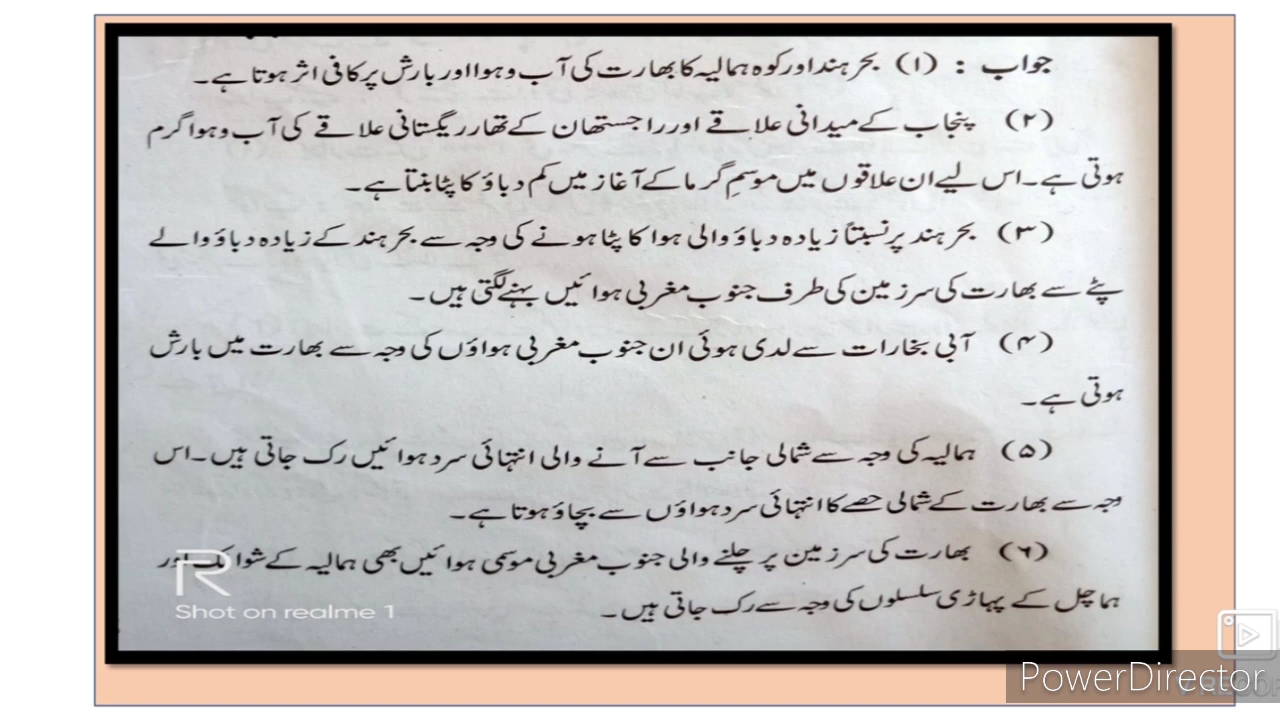 جواب : (۱) بحر ہند اور کوہ ہمالیہ کا بھارت کی آب و ہوا اور بارش پر کافی اثر ہوتا ہے۔
(۲) پنجاب کے میدانی علاقے اور راجستھان کے تھار ریگستانی علاقے کی آب و ہوا گرم
ہوتی ہے۔ اس لیے ان علاقوں میں موسمِ گرما کے آغاز میں کم دباؤ کا پٹا بنتا ہے۔
(۳) بحر ہند پر نسبتاً زیادہ دباؤ والی ہوا کا پٹا ہونے کی وجہ سے بحر ہند کے زیادہ دباؤ والے
پٹے سے بھارت کی سرزمین کی طرف جنوب مغربی ہوائیں بہنے لگتی ہیں۔
(۴) آبی بخارات سے لدی ہوئی ان جنوب مغربی ہواؤں کی وجہ سے بھارت میں بارش
ہوتی ہے۔
(۵) ہمالیہ کی وجہ سے شمالی جانب سے آنے والی انتہائی سرد ہوائیں رک جاتی ہیں۔ اس
وجہ سے بھارت کے شمالی حصے کا انتہائی سرد ہواؤں سے بچاؤ ہوتا ہے۔
(۶) بھارت کی سرزمین پر چلنے والی جنوب مغربی موسمی ہوائیں بھی ہمالیہ کے شوالک اور
ہماچل کے پہاڑی سلسلوں کی وجہ سے رک جاتی ہیں۔
R
Shot on realme 1
PowerDirector